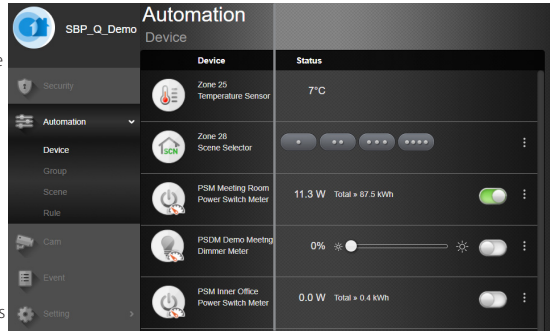 Automation
SBP_Q_Demo
Device
e
Device Status
Zone 25
Temperature Sensor
7°C
Security
Automation
Zone 28
Scene Selector
SCN
Device
Group
Scene
Rule
PSM Meeting Room
Power Switch Meter
11.3 W Total » 87.5 kWh
Cam
PSDM Demo Meetng
Dimmer Meter
0%
Event
PSM Inner Office
Power Switch Meter
0.0 W Total » 0.4 kWh
Setting
s